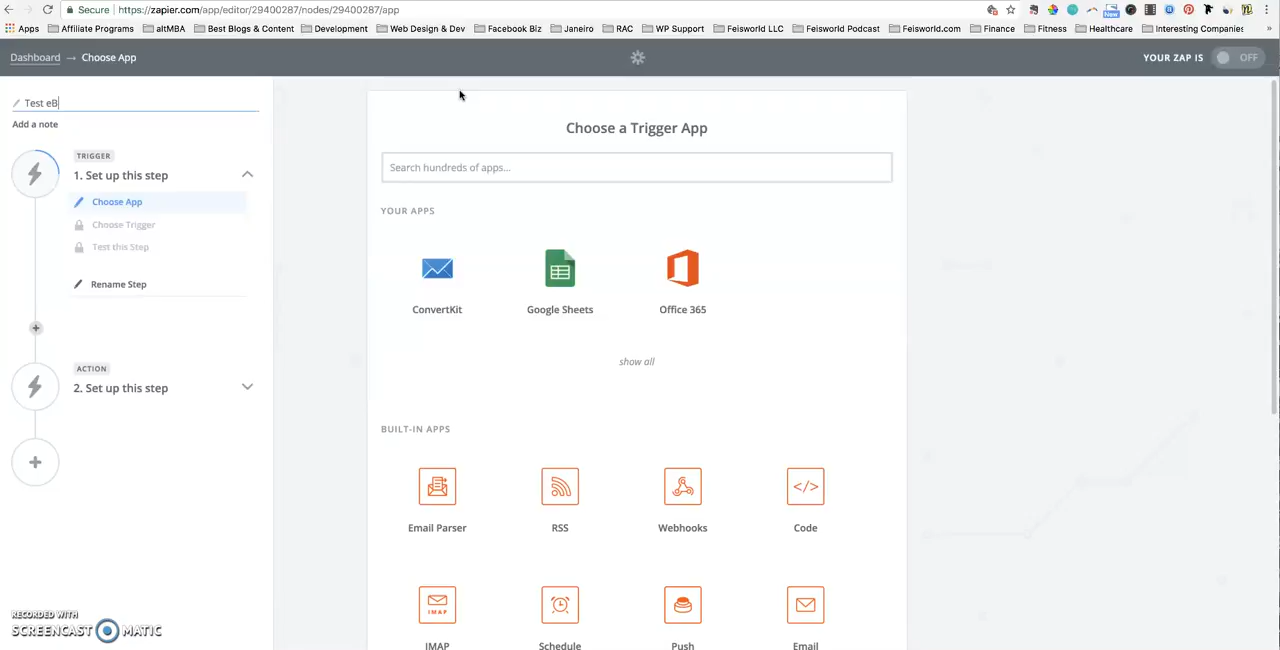 Secure https://zapier.com/app/editor/29400287/nodes/29400287/app
New
Apps Affiliate Programs altMBA Best Blogs & Content Development Web Design & Dev Facebook Biz Janeiro RAC WP Support Feisworld LLC Feisworld Podcast Feisworld.com Finance Fitness Healthcare Interesting Companies »
Dashboard → Choose App YOUR ZAP IS OFF
Test eB
Add a note
TRIGGER
1. Set up this step
Choose App
Choose Trigger
Test this Step
Rename Step
ACTION
2. Set up this step
Choose a Trigger App
Search hundreds of apps...
YOUR APPS
ConvertKit Google Sheets Office 365
show all
BUILT-IN APPS
Email Parser RSS Webhooks Code
IMAP
IMAP Schedule Push Email
RECORDED WITH
SCREENCAST MATIC